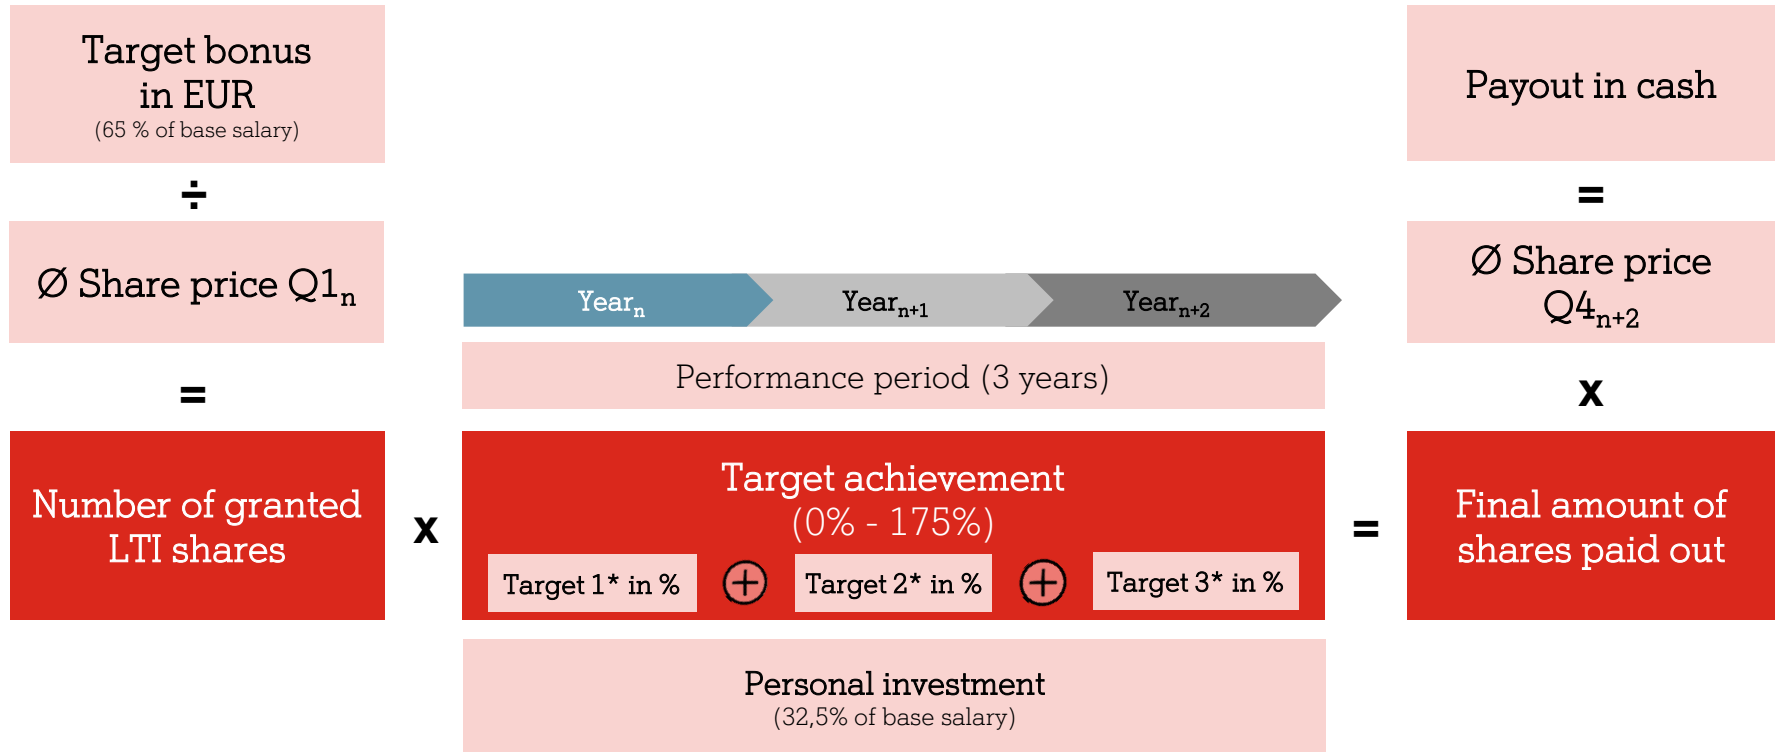 Target bonus
in EUR
(65 % of base salary)
÷
Ø Share price Q1n
=
Number of granted
LTI shares
x
Yearn
Yearn+1
Yearn+2
Performance period (3 years)
Target achievement
(0% - 175%)
Target 1* in %
+
Target 2* in %
+
Target 3* in %
Personal investment
(32,5% of base salary)
=
Payout in cash
=
Ø Share price
Q4n+2
x
Final amount of
shares paid out